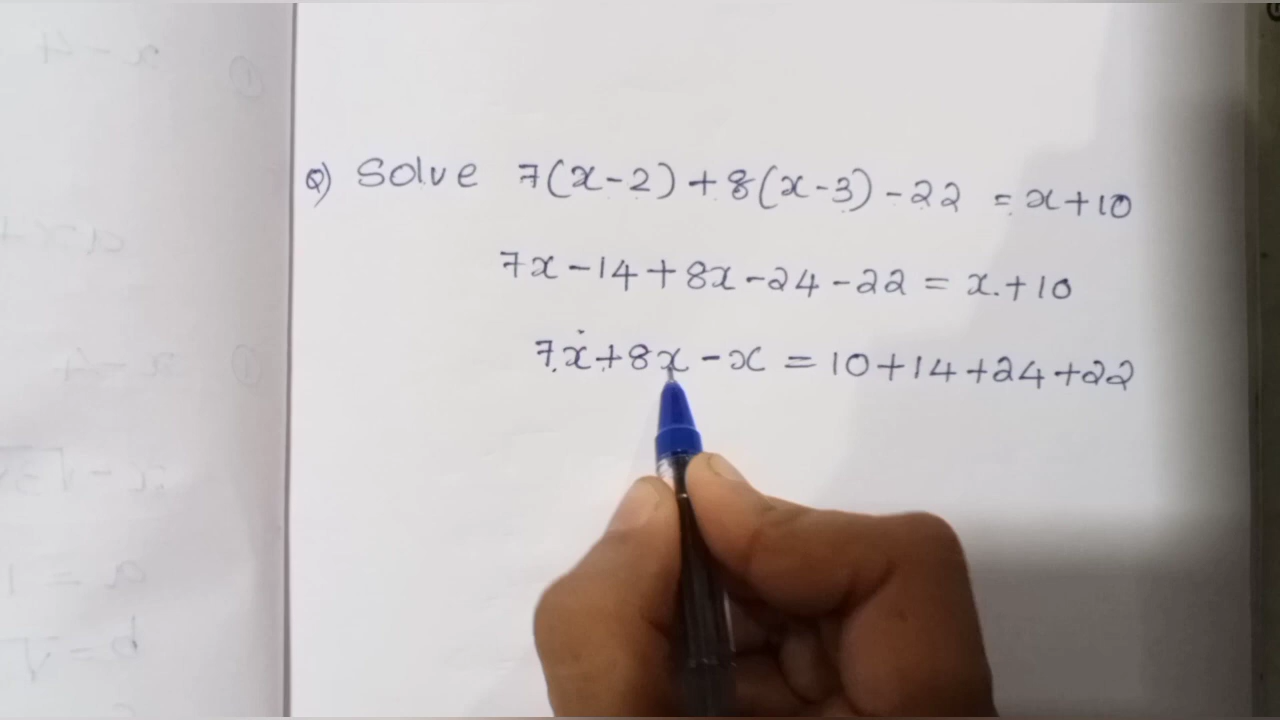 Q) Solve 7(x-2)+8(x-3)-22 = x+10
7x-14+8x-24-22 = x+10
7x+8x-x = 10+14+24+22